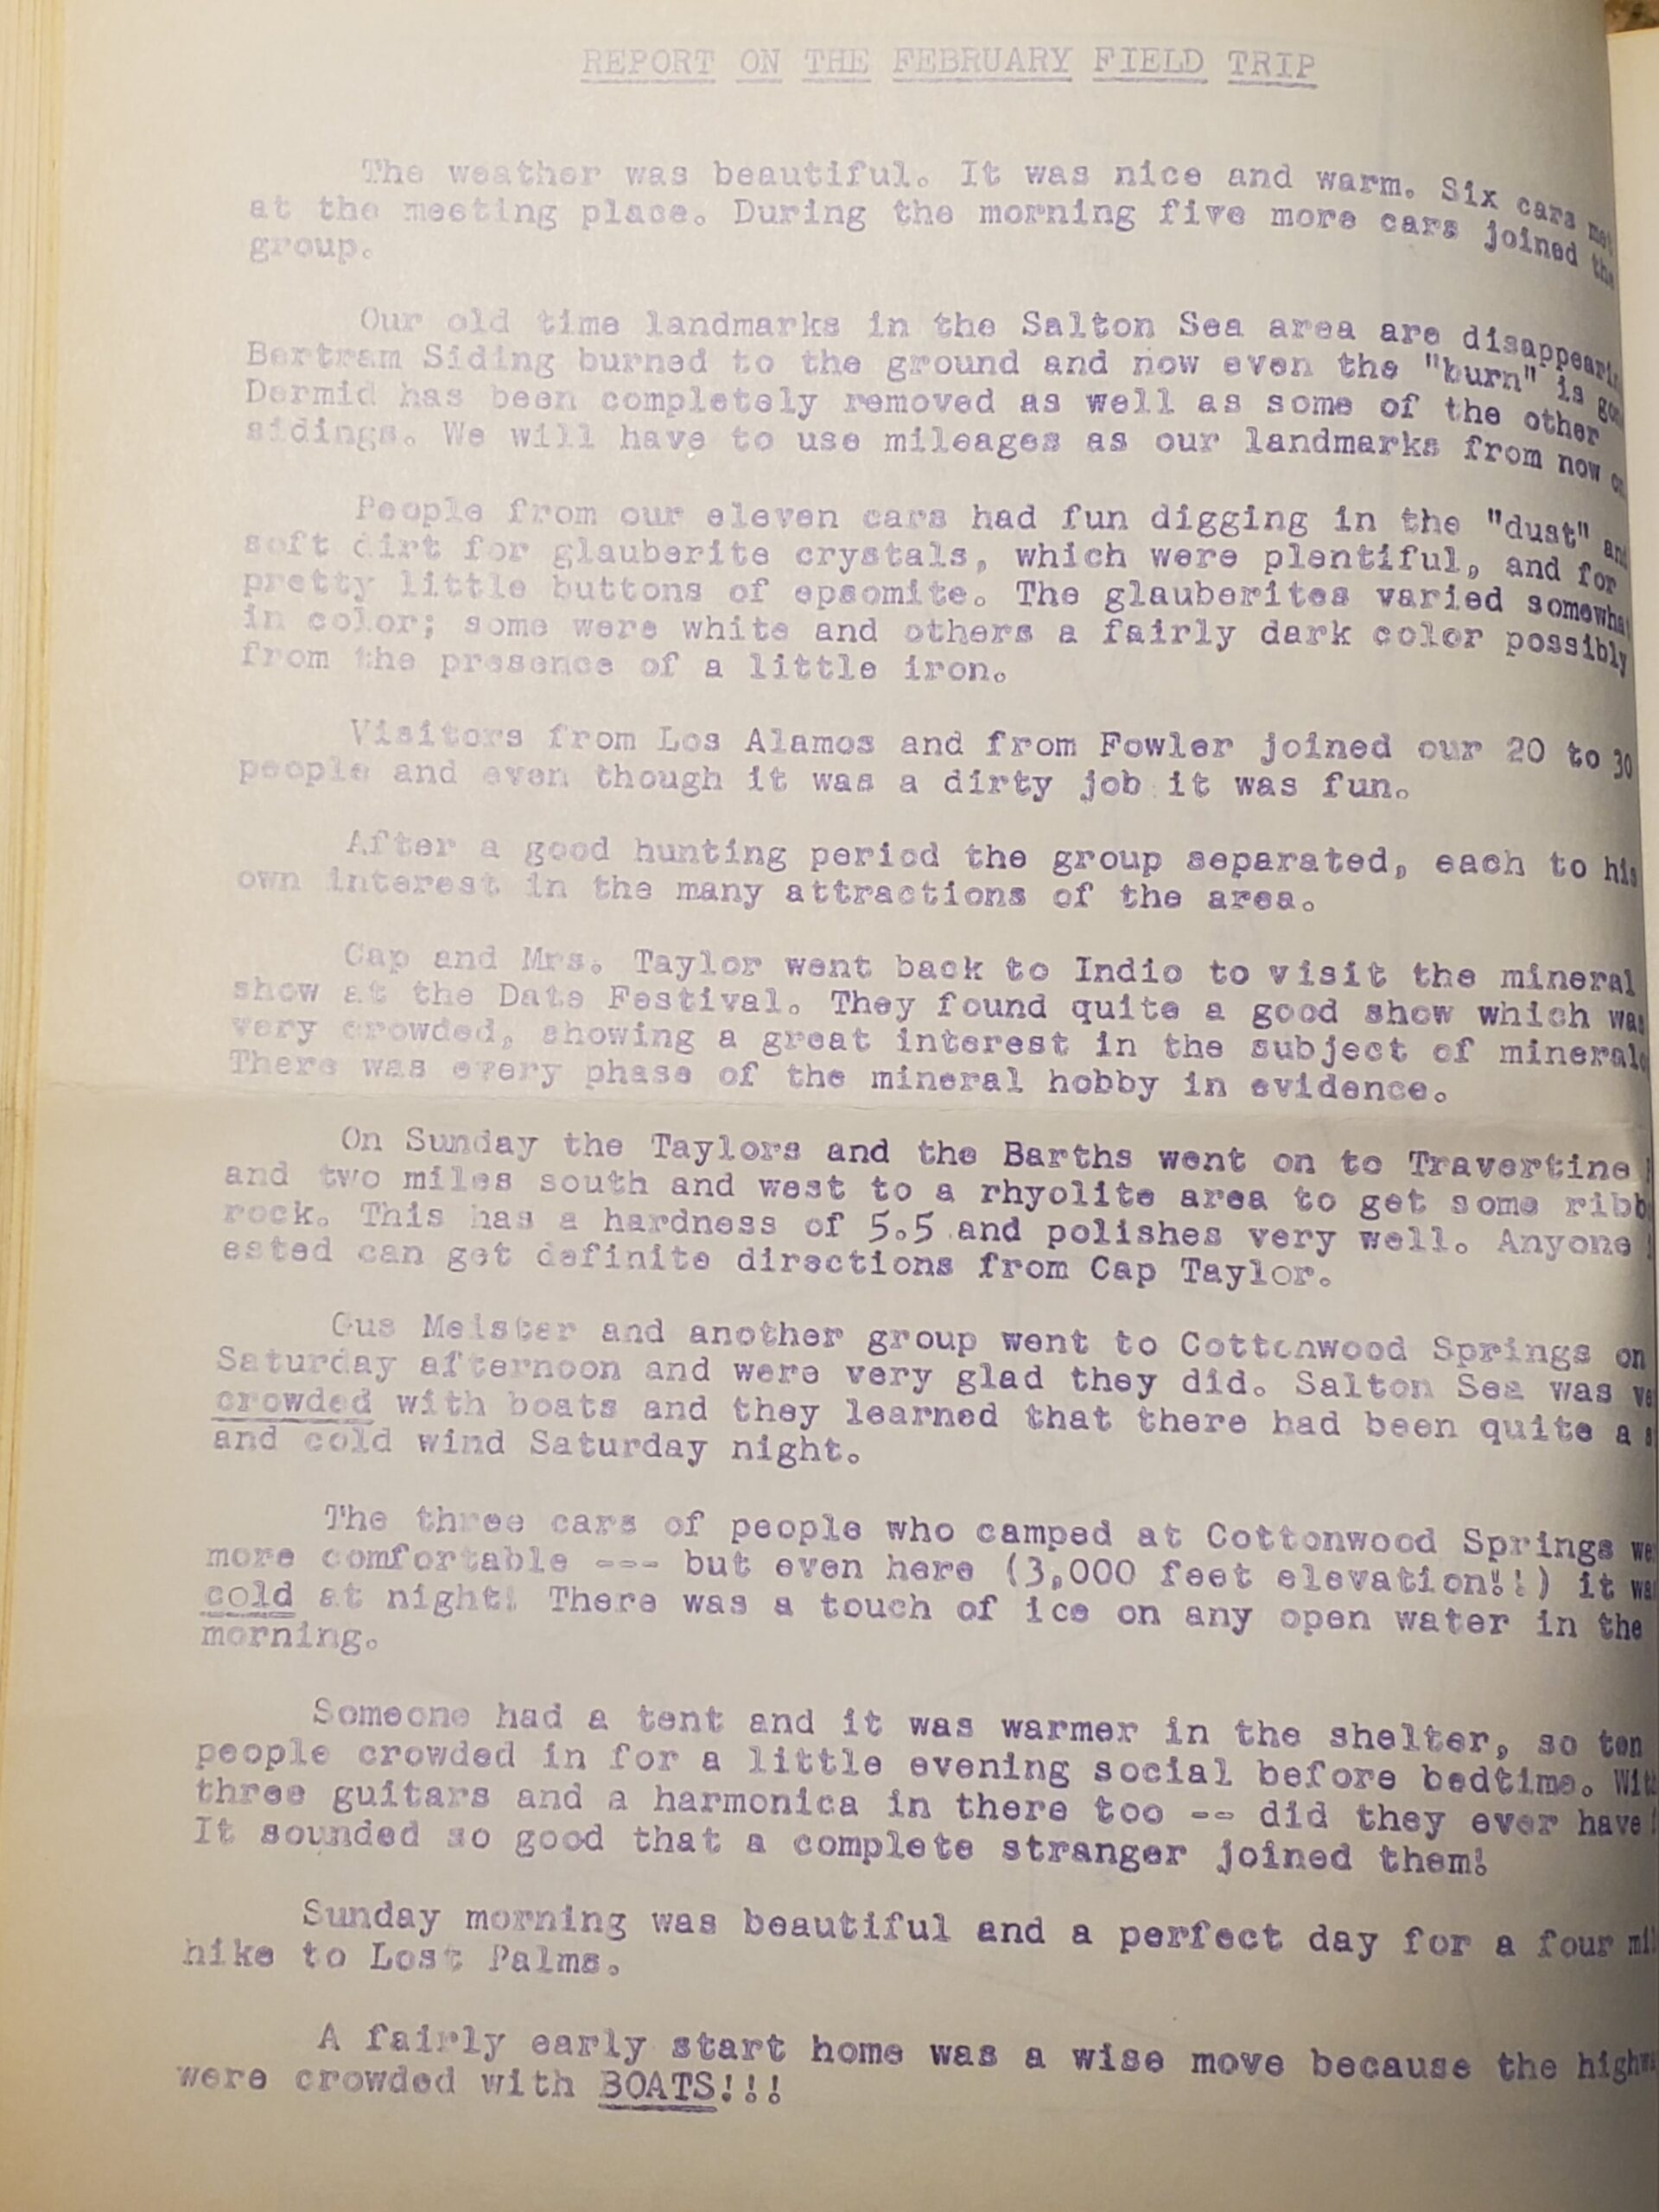 REPORT ON THE FEBRUARY FIELD TRIP
The weather was beautiful. It was nice and warm. Six cars met
at the meeting place. During the morning five more cars joined the
group.
Our old time landmarks in the Salton Sea area are disappeari
Bertram Siding burned to the ground and now even the "burn" is gon
Dermid has been completely removed as well as some of the other
sidings. We will have to use mileages as our landmarks from now on
People from our eleven cars had fun digging in the "dust" and
soft dirt for glauberite crystals, which were plentiful, and for
pretty little buttons of epsomite. The glauberites varied somewhat
in color; some were white and others a fairly dark color possibly
from the presence of a little iron.
Visitors from Los Alamos and from Fowler joined our 20 to 30
people and even though it was a dirty job it was fun.
After a good hunting period the group separated, each to his
own interest in the many attractions of the area.
Cap and Mrs. Taylor went back to Indio to visit the mineral
show at the Date Festival. They found quite a good show which was
very crowded, showing a great interest in the subject of mineralo
There was every phase of the mineral hobby in evidence.
On Sunday the Taylors and the Barths went on to Travertine
and two miles south and west to a rhyolite area to get some ribb
rock. This has a hardness of 5.5 and polishes very well. Anyone
ested can get definite directions from Cap Taylor.
Gus Meister and another group went to Cottonwood Springs on
Saturday afternoon and were very glad they did. Salton Sea was ve
crowded with boats and they learned that there had been quite a s
and cold wind Saturday night.
The three cars of people who camped at Cottonwood Springs we
more comfortable --- but even here (3,000 feet elevation!!) it was
cold at night! There was a touch of ice on any open water in the
morning.
Someone had a tent and it was warmer in the shelter, so ten
people crowded in for a little evening social before bedtime. With
three guitars and a harmonica in there too -- did they ever have
It sounded so good that a complete stranger joined them!
Sunday morning was beautiful and a perfect day for a four mil
hike to Lost Palms.
A fairly early start home was a wise move because the highw
were crowded with BOATS!!!